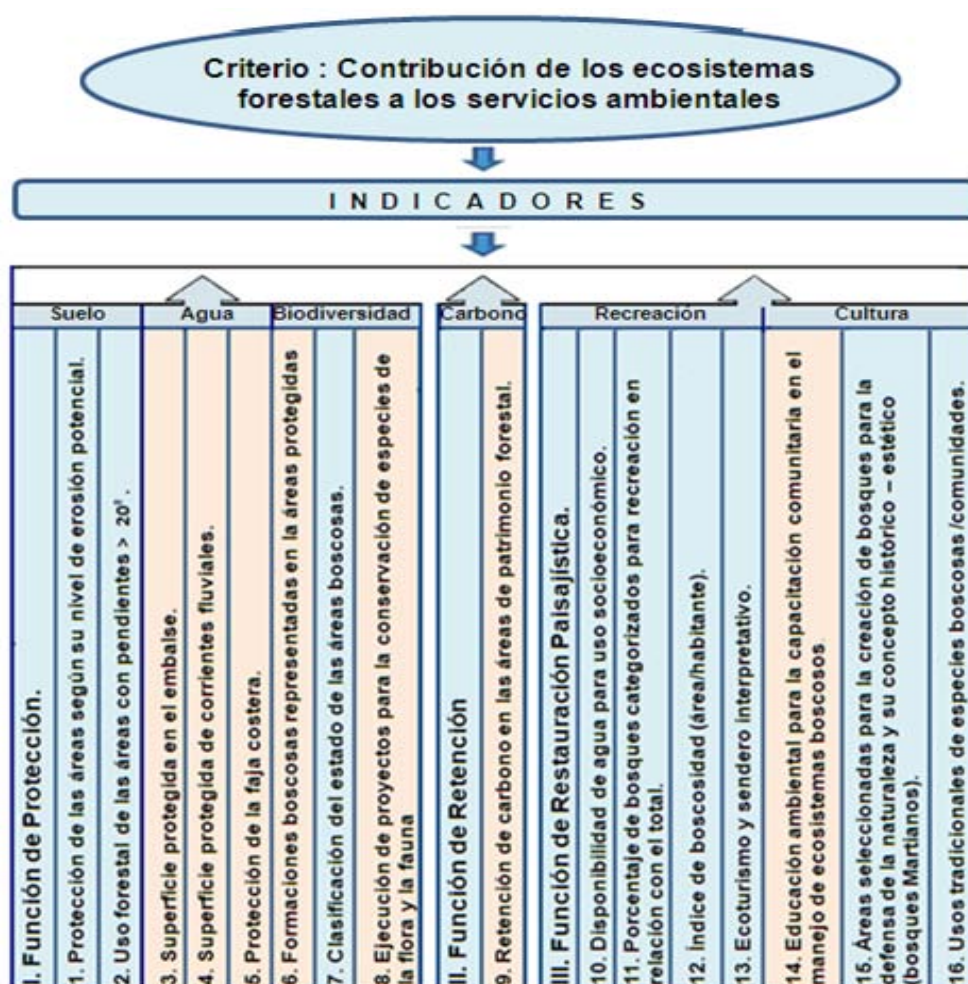 Criterio : Contribución de los ecosistemas
forestales a los servicios ambientales
I N D I C A D O R E S
Suelo
Agua
Biodiversidad
Carbono
Recreación
Cultura
I. Función de Protección.
1. Protección de las áreas según su nivel de erosión potencial.
2. Uso forestal de las áreas con pendientes > 20º .
3. Superficie protegida en el embalse.
4. Superficie protegida de corrientes fluviales.
5. Protección de la faja costera.
6. Formaciones boscosas representadas en la áreas protegidas
7. Clasificación del estado de las áreas boscosas.
8. Ejecución de proyectos para la conservación de especies de
la flora y la fauna
II. Función de Retención
9. Retención de carbono en las áreas de patrimonio forestal.
III. Función de Restauración Paisajística.
10. Disponibilidad de agua para uso socioeconómico.
11. Porcentaje de bosques categorizados para recreación en
relación con el total.
12. Índice de boscosidad (área/habitante).
13. Ecoturismo y sendero interpretativo.
14. Educación ambiental para la capacitación comunitaria en el
manejo de ecosistemas boscosos.
15. Áreas seleccionadas para la creación de bosques para la
defensa de la naturaleza y su concepto histórico – estético
(bosques Martianos).
16. Usos tradicionales de especies boscosas /comunidades.